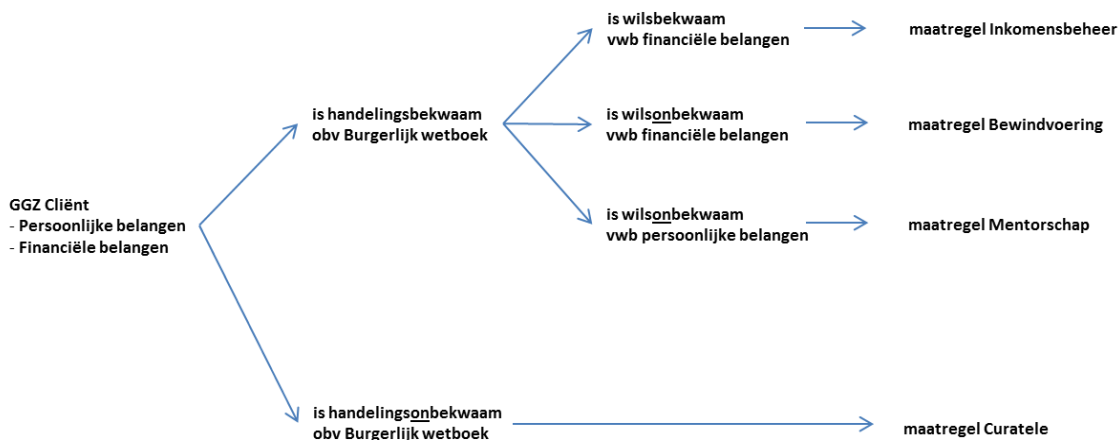 is wilsbekwaam
vwb financiële belangen
maatregel Inkomensbeheer
is handelingsbekwaam
obv Burgerlijk wetboek
is wilsonbekwaam
vwb financiële belangen
maatregel Bewindvoering
GGZ Cliënt
- Persoonlijke belangen
- Financiële belangen
is wilsonbekwaam
vwb persoonlijke belangen
maatregel Mentorschap
is handelingsonbekwaam
obv Burgerlijk wetboek
maatregel Curatele